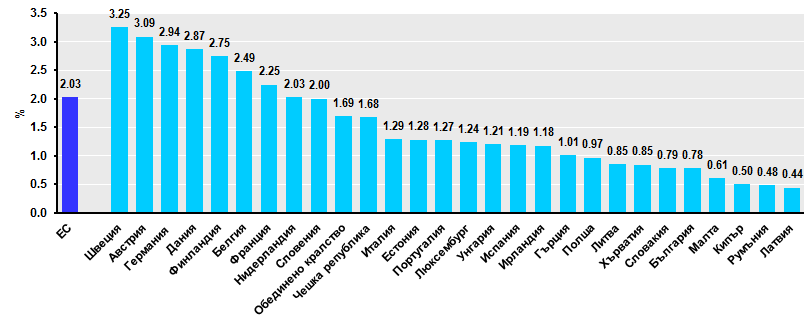 3.5
3.0
2.5
2.0
1.5
1.0
0.5
0.0
%
2.03
3.25
3.09
2.94
2.87
2.75
2.49
2.25
2.03
2.00
1.69
1.68
1.29
1.28
1.27
1.24
1.21
1.19
1.18
1.01
0.97
0.85
0.85
0.79
0.78
0.61
0.50
0.48
0.44
ЕС
Швеция
Австрия
Германия
Дания
Финландия
Белгия
Франция
Нидерландия
Словения
Обединено кралство
Чешка република
Италия
Естония
Португалия
Люксембург
Унгария
Испания
Ирландия
Гърция
Полша
Литва
Хърватия
Словакия
България
Малта
Кипър
Румъния
Латвия